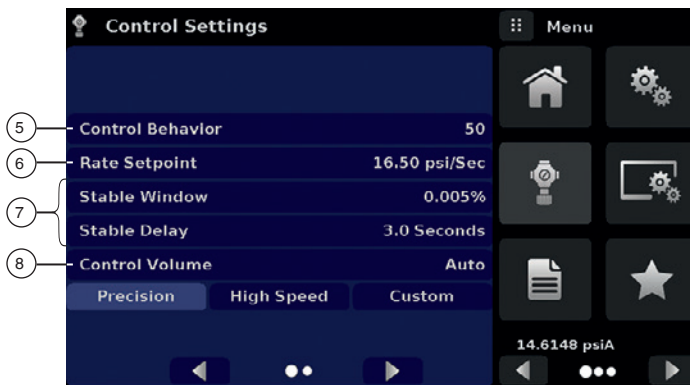 Control Settings
Menu
5
Control Behavior
50
6
Rate Setpoint
16.50 psi/Sec
7
Stable Window
0.005%
Stable Delay
3.0 Seconds
8
Control Volume
Auto
Precision
High Speed
Custom
14.6148 psiA